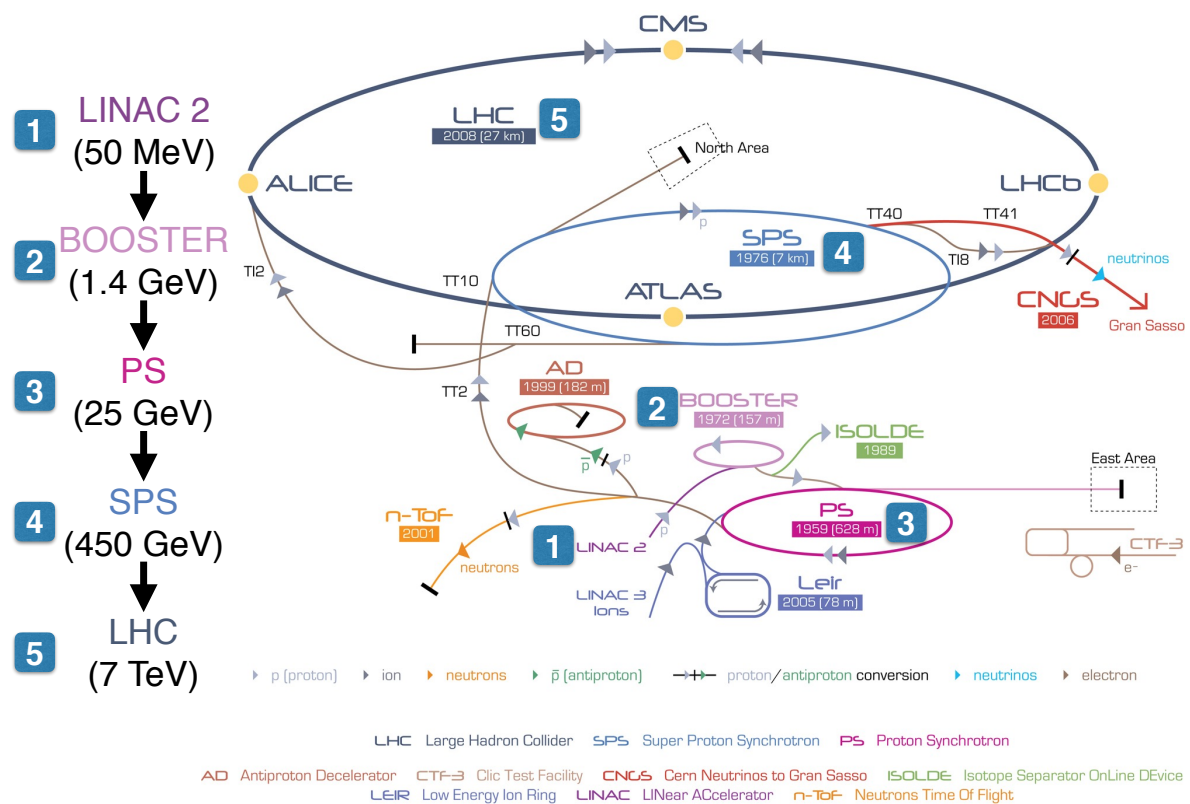 1
LINAC 2
(50 MeV)
2
BOOSTER
(1.4 GeV)
3
PS
(25 GeV)
4
SPS
(450 GeV)
5
LHC
(7 TeV)
CMS
LHC
2008 (27 km)
5
North Area
ALICE
LHCb
TT40
TT41
p
SPS
1976 (7 km)
4
TI8
TI2
TT10
neutrinos
ATLAS
CNGS
2006
Gran Sasso
TT60
AD
1999 (182 m)
TT2
2
BOOSTER
1972 (157 m)
ISOLDE
1989
p̅
p
East Area
n-ToF
2001
neutrons
1
p
LINAC 2
PS
1959 (628 m)
3
CTF-3
e-
LINAC 3
Ions
Leir
2005 (78 m)
p (proton)
ion
neutrons
p̅ (antiproton)
proton/antiproton conversion
neutrinos
electron
LHC Large Hadron Collider SPS Super Proton Synchrotron PS Proton Synchrotron
AD Antiproton Decelerator CTF-3 Clic Test Facility CNGS Cern Neutrinos to Gran Sasso ISOLDE Isotope Separator OnLine DEvice
LEIR Low Energy Ion Ring LINAC LINear ACcelerator n-ToF Neutrons Time Of Flight